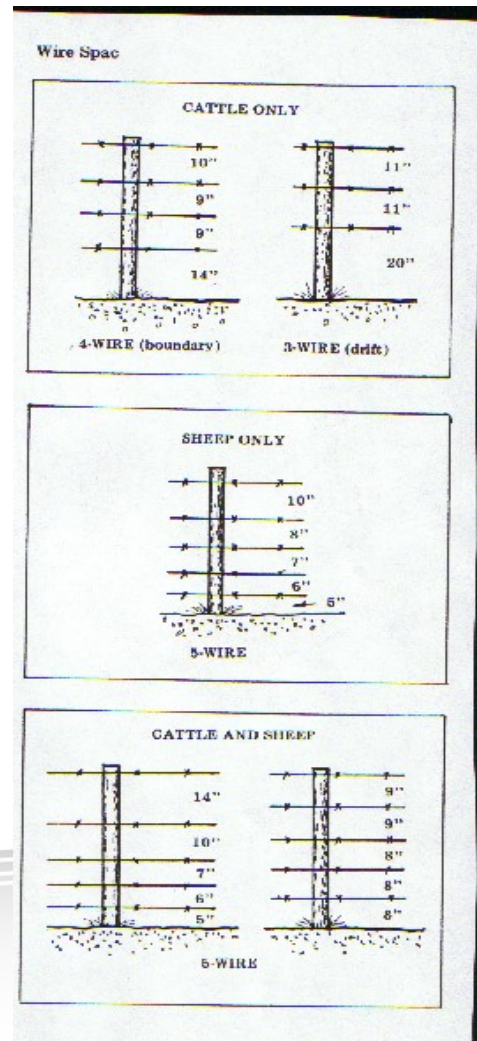 Wire Spac
CATTLE ONLY
10"
9"
9"
14"
11"
11"
20"
4-WIRE (boundary)
3-WIRE (drift)
SHEEP ONLY
10"
8"
7"
6"
5"
5-WIRE
CATTLE AND SHEEP
14"
10"
7"
6"
5"
9"
9"
8"
8"
8"
5-WIRE